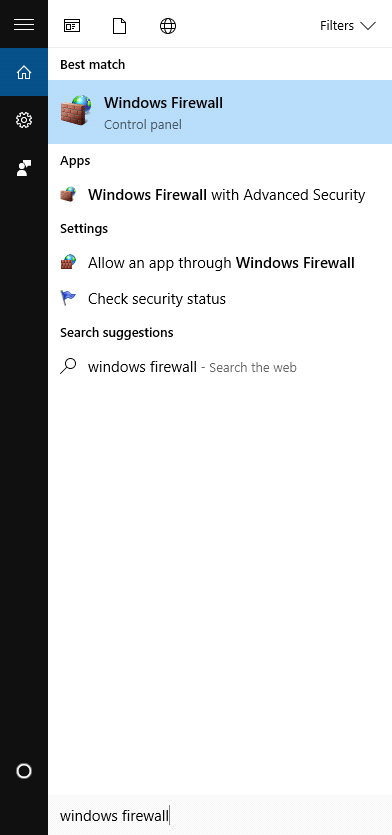 Filters
Best match
Windows Firewall
Control panel
Apps
Windows Firewall with Advanced Security
Settings
Allow an app through Windows Firewall
Check security status
Search suggestions
windows firewall - Search the web
windows firewall